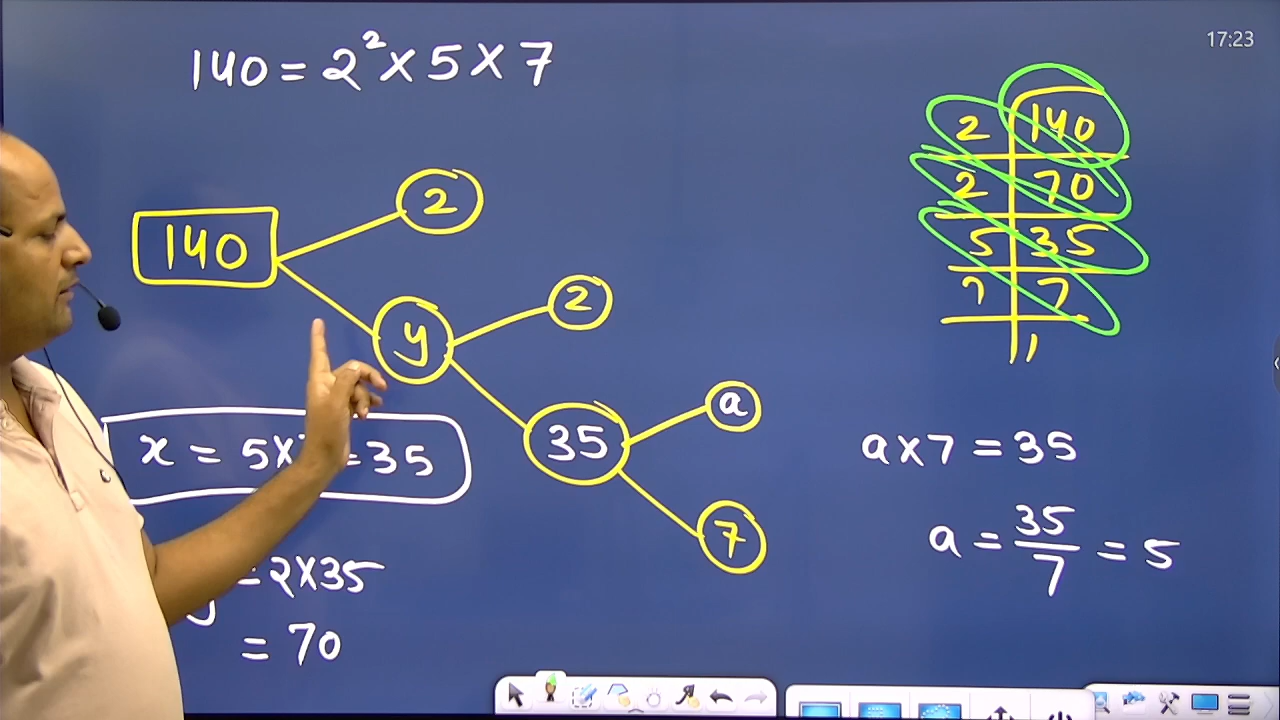 17:23
140 = 2² × 5 × 7
140
2
y
2
35
a
7
2 | 140
2 | 70
5 | 35
7 | 7
1
x = 5× = 35
= 2×35
= 70
a×7 = 35
a = 35/7 = 5